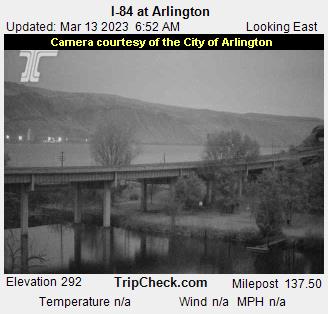 I-84 at Arlington
Updated: Mar 13 2023 6:52 AM Looking East
Camera courtesy of the City of Arlington
Elevation 292 TripCheck.com Milepost 137.50
Temperature n/a Wind n/a MPH n/a